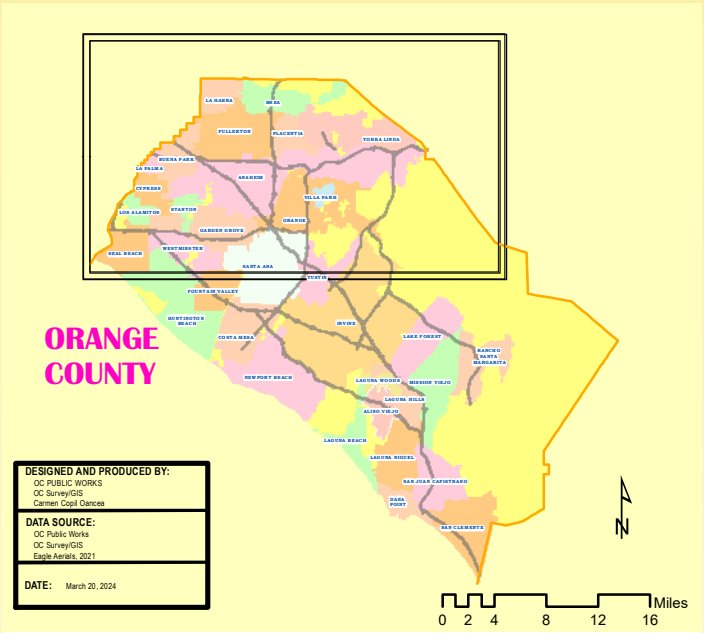 LA HABRA
BREA
FULLERTON
PLACENTIA
YORBA LINDA
BUENA PARK
LA PALMA
ANAHEIM
CYPRESS
VILLA PARK
LOS ALAMITOS
STANTON
ORANGE
GARDEN GROVE
WESTMINSTER
SEAL BEACH
SANTA ANA
TUSTIN
FOUNTAIN VALLEY
HUNTINGTON
BEACH
IRVINE
COSTA MESA
LAKE FOREST
RANCHO
SANTA
MARGARITA
ORANGE
COUNTY
NEWPORT BEACH
LAGUNA WOODS
MISSION VIEJO
LAGUNA HILLS
ALISO VIEJO
LAGUNA BEACH
LAGUNA NIGUEL
SAN JUAN CAPISTRANO
DANA
POINT
SAN CLEMENTE
DESIGNED AND PRODUCED BY:
OC PUBLIC WORKS
OC Survey/GIS
Carmen Copil Oancea
DATA SOURCE:
OC Public Works
OC Survey/GIS
Eagle Aerials, 2021
DATE: March 20, 2024
N
Miles
0 2 4 8 12 16